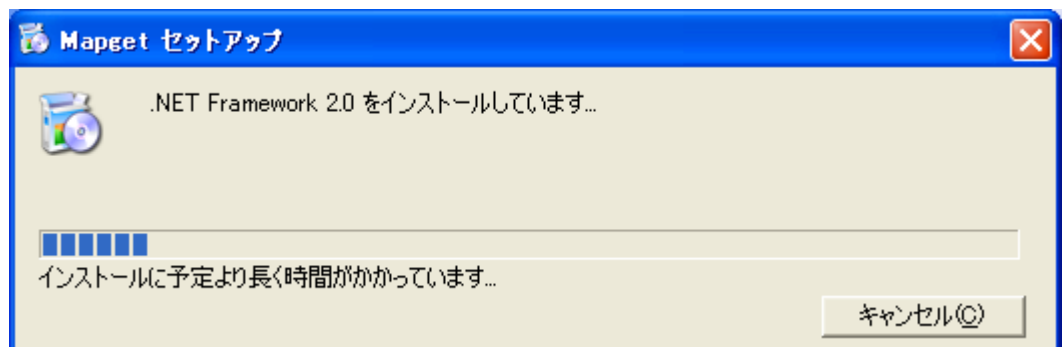 Mapget セットアップ
.NET Framework 2.0 をインストールしています...
インストールに予定より長く時間がかかっています...
キャンセル(C)